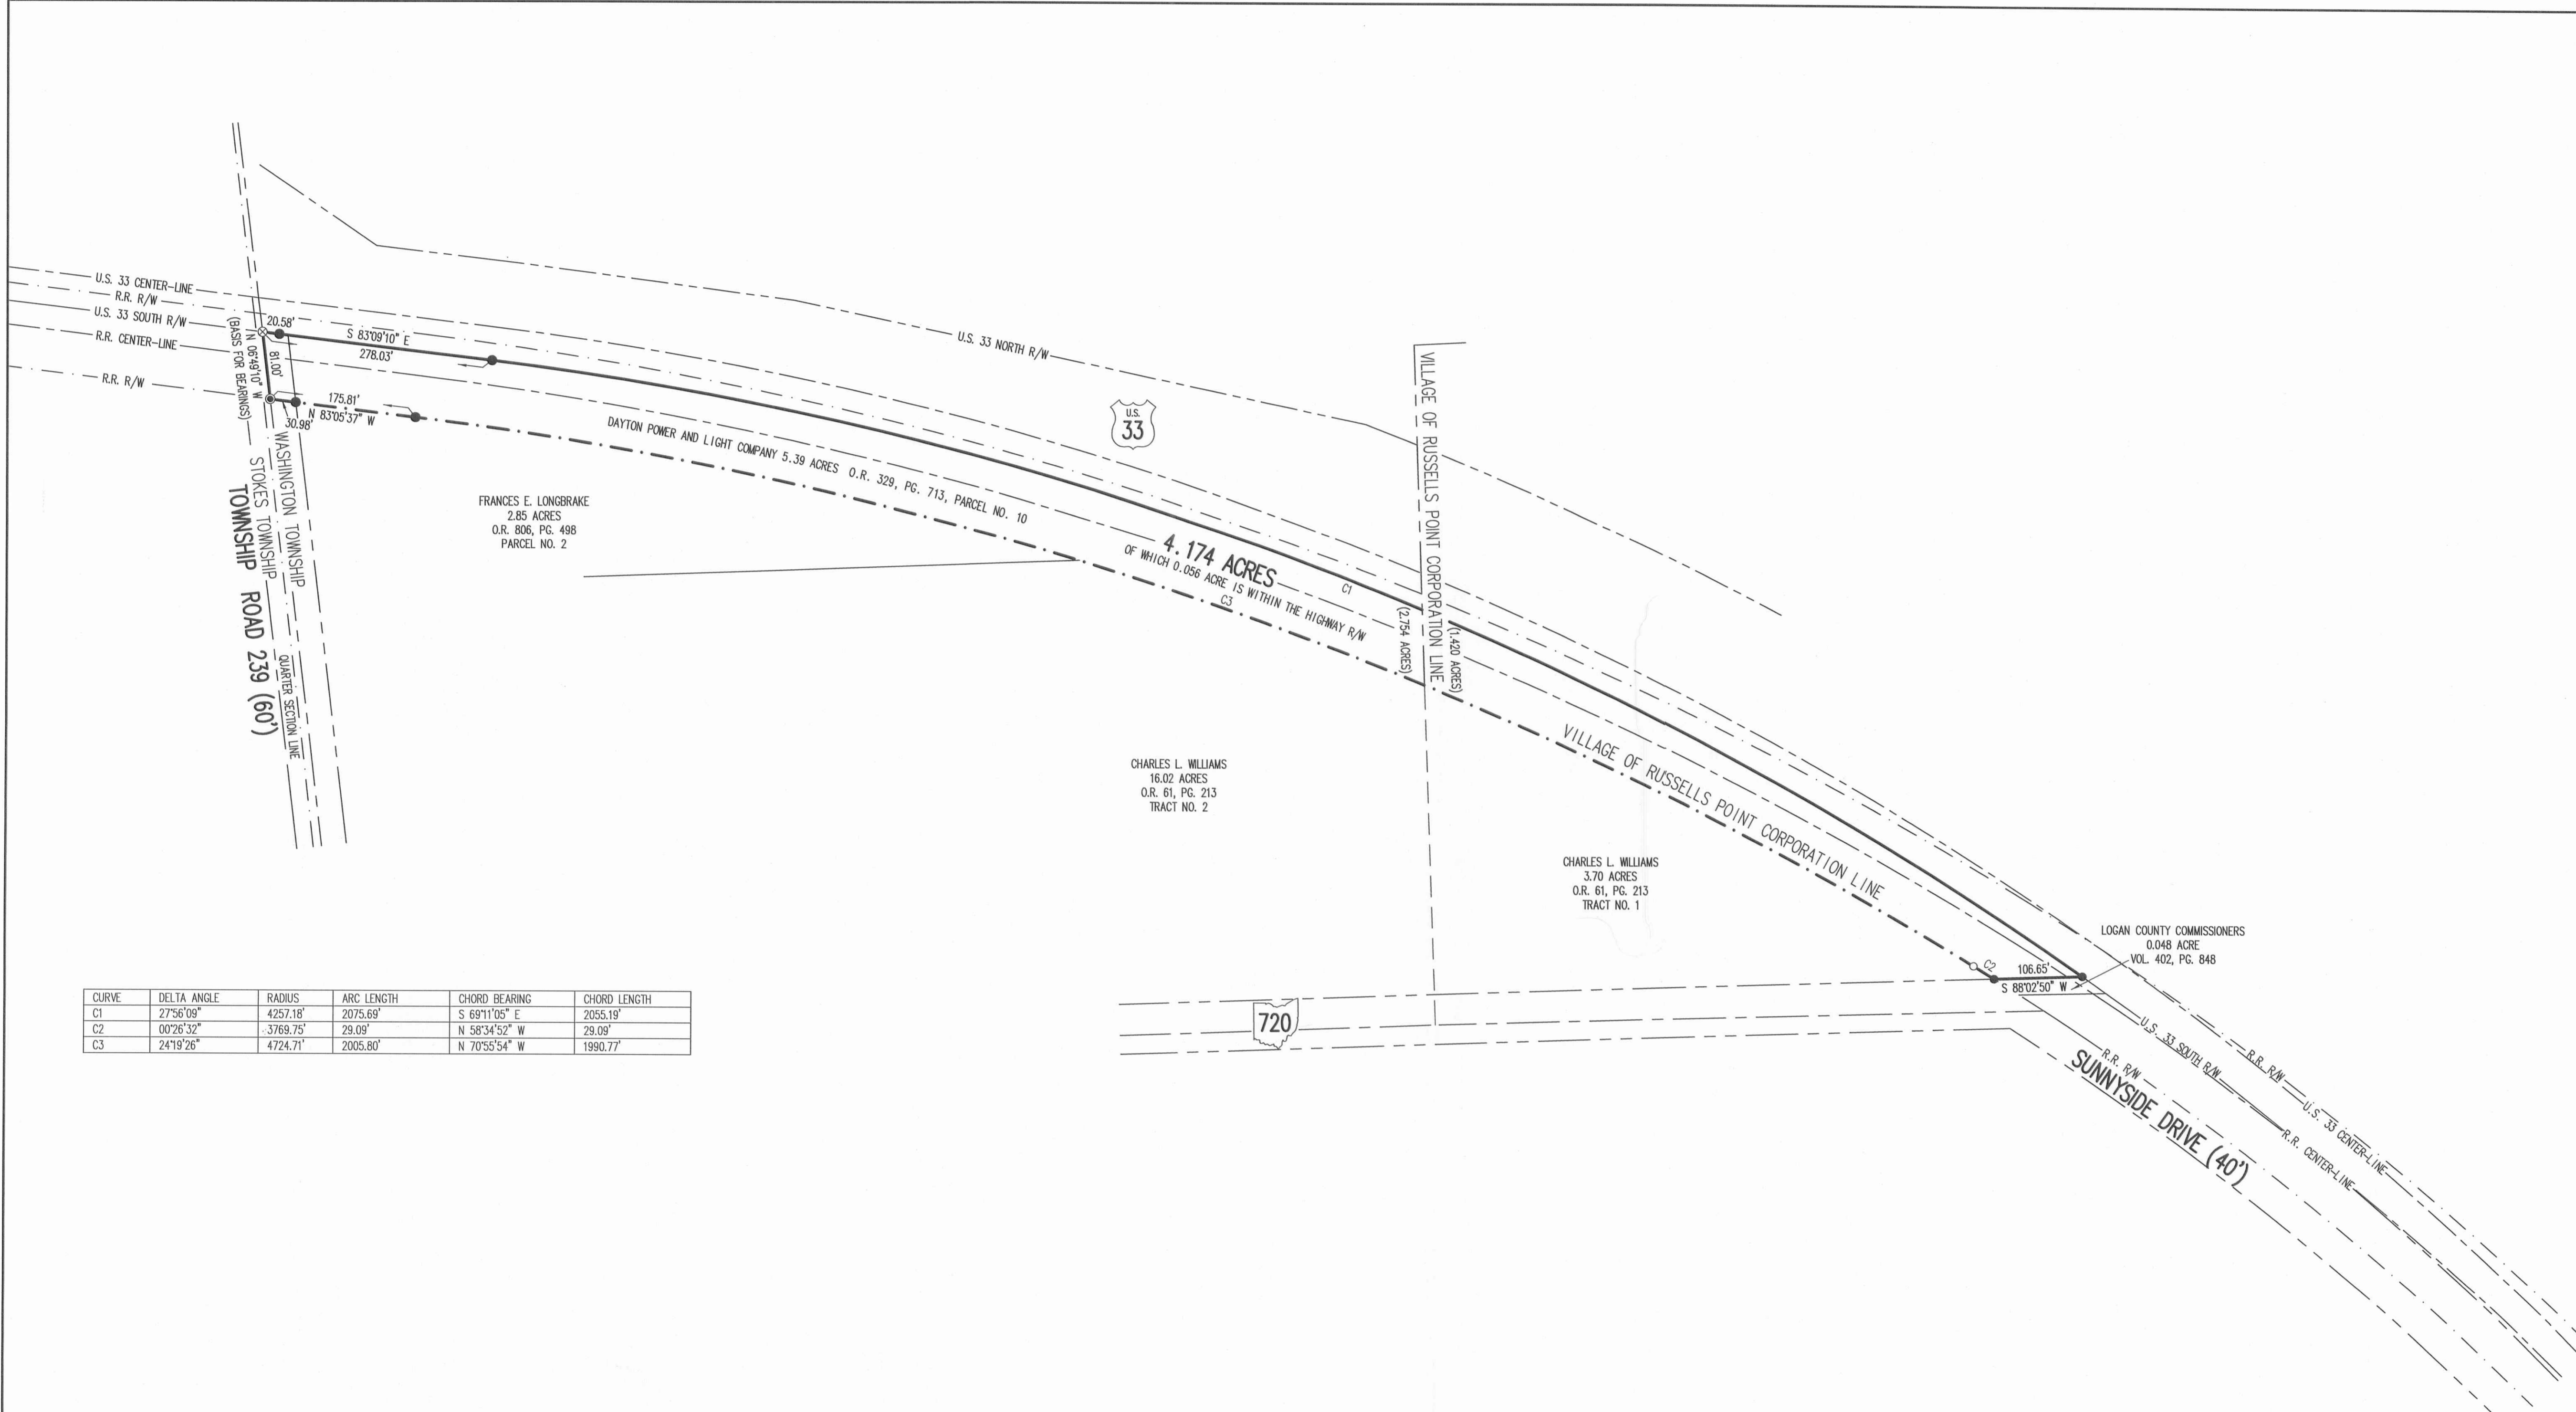 U.S. 33 CENTER-LINE
R.R. R/W
U.S. 33 SOUTH R/W
R.R. CENTER-LINE
R.R. R/W
20.58'
S 83°09'10" E
278.03'
81.00'
N 06°49'10" W
(BASIS FOR BEARINGS)
175.81'
N 83°05'37" W
30.98'
WASHINGTON TOWNSHIP
STOKES TOWNSHIP
TOWNSHIP ROAD 239 (60')
QUARTER SECTION LINE
U.S. 33 NORTH R/W
U.S.
33
DAYTON POWER AND LIGHT COMPANY 5.39 ACRES O.R. 329, PG. 713, PARCEL NO. 10
FRANCES E. LONGBRAKE
2.85 ACRES
O.R. 806, PG. 498
PARCEL NO. 2
4.174 ACRES
OF WHICH 0.056 ACRE IS WITHIN THE HIGHWAY R/W
C1
C3
VILLAGE OF RUSSELLS POINT CORPORATION LINE
(2.754 ACRES)
(1.420 ACRES)
VILLAGE OF RUSSELLS POINT CORPORATION LINE
CHARLES L. WILLIAMS
16.02 ACRES
O.R. 61, PG. 213
TRACT NO. 2
CHARLES L. WILLIAMS
3.70 ACRES
O.R. 61, PG. 213
TRACT NO. 1
LOGAN COUNTY COMMISSIONERS
0.048 ACRE
VOL. 402, PG. 848
C2
106.65'
S 88°02'50" W
720
U.S. 33 SOUTH R/W
R.R. R/W
R.R. R/W
U.S. 33 CENTER-LINE
R.R. CENTER-LINE
SUNNYSIDE DRIVE (40')
CURVE DELTA ANGLE RADIUS ARC LENGTH CHORD BEARING CHORD LENGTH
C1 27°56'09" 4257.18' 2075.69' S 69°11'05" E 2055.19'
C2 00°26'32" 3769.75' 29.09' N 58°34'52" W 29.09'
C3 24°19'26" 4724.71' 2005.80' N 70°55'54" W 1990.77'